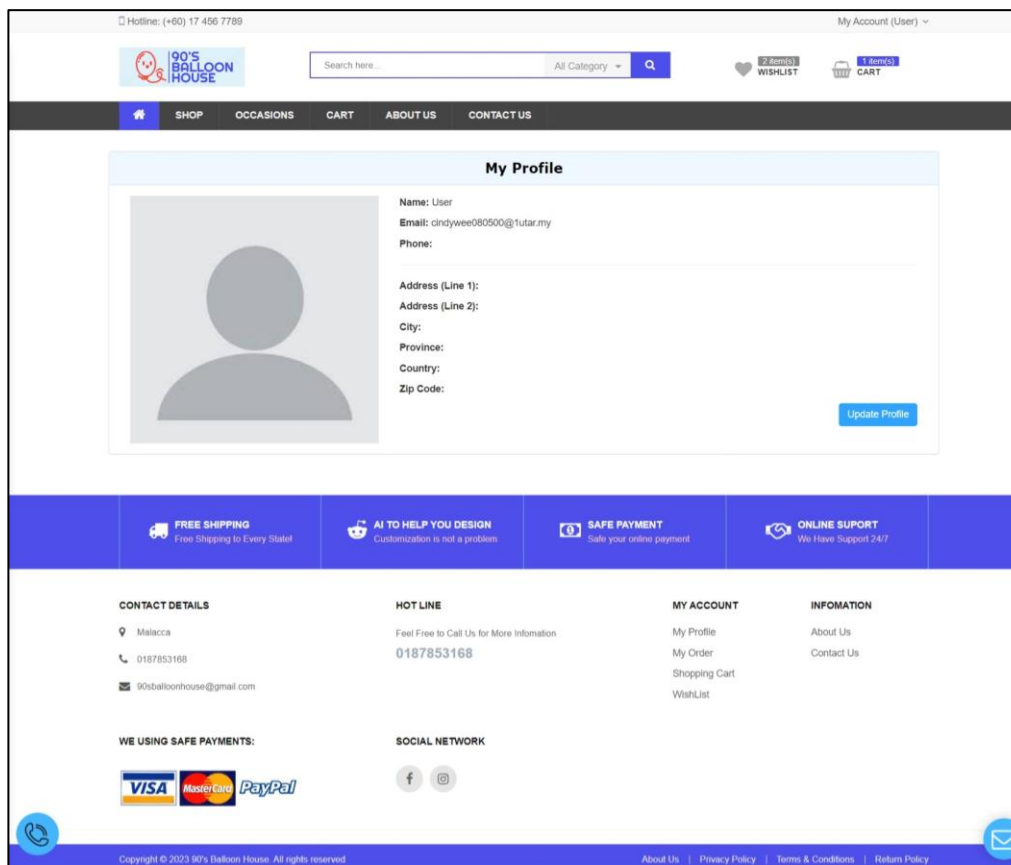 Hotline: (+60) 17 456 7789
My Account (User)
90'S
BALLOON
HOUSE
Search here...
All Category
2 item(s)
WISHLIST
1 item(s)
CART
SHOP OCCASIONS CART ABOUT US CONTACT US
My Profile
Name: User
Email: cindywee080500@1utar.my
Phone:
Address (Line 1):
Address (Line 2):
City:
Province:
Country:
Zip Code:
Update Profile
FREE SHIPPING
Free Shipping to Every State!
AI TO HELP YOU DESIGN
Customization is not a problem
SAFE PAYMENT
Safe your online payment
ONLINE SUPORT
We Have Support 24/7
CONTACT DETAILS
Malacca
0187853168
90sballoonhouse@gmail.com
HOT LINE
Feel Free to Call Us for More Infomation
0187853168
MY ACCOUNT
My Profile
My Order
Shopping Cart
WishList
INFOMATION
About Us
Contact Us
WE USING SAFE PAYMENTS:
VISA MasterCard PayPal
SOCIAL NETWORK
Copyright © 2023 90's Balloon House. All rights reserved
About Us | Privacy Policy | Terms & Conditions | Return Policy